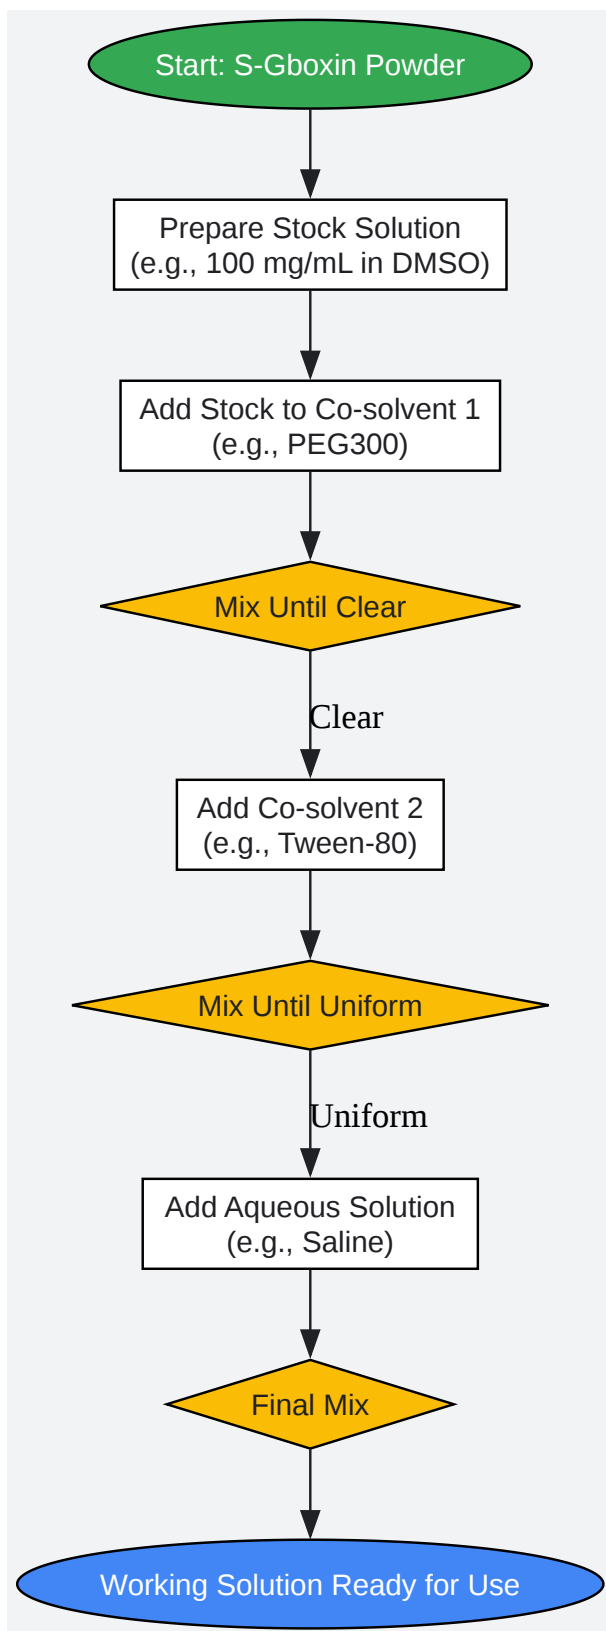 Start: S-Gboxin Powder
Prepare Stock Solution
(e.g., 100 mg/mL in DMSO)
Add Stock to Co-solvent 1
(e.g., PEG300)
Mix Until Clear
Clear
Add Co-solvent 2
(e.g., Tween-80)
Mix Until Uniform
Uniform
Add Aqueous Solution
(e.g., Saline)
Final Mix
Working Solution Ready for Use